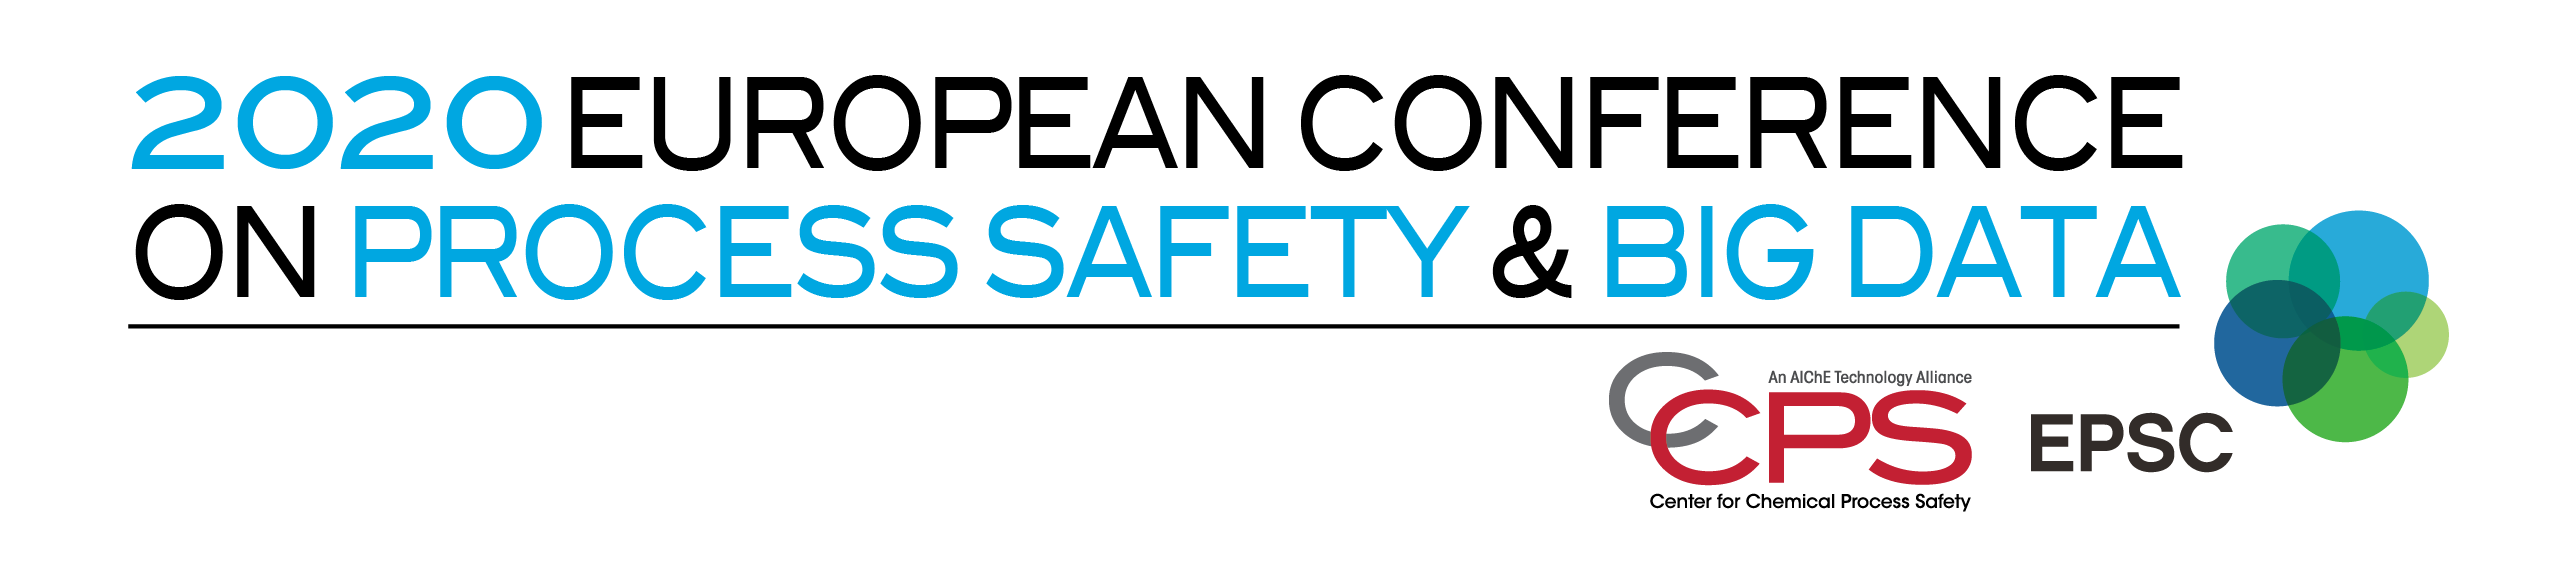 2020 EUROPEAN CONFERENCE
ON PROCESS SAFETY & BIG DATA
An AIChE Technology Alliance
CCPS
Center for Chemical Process Safety
EPSC